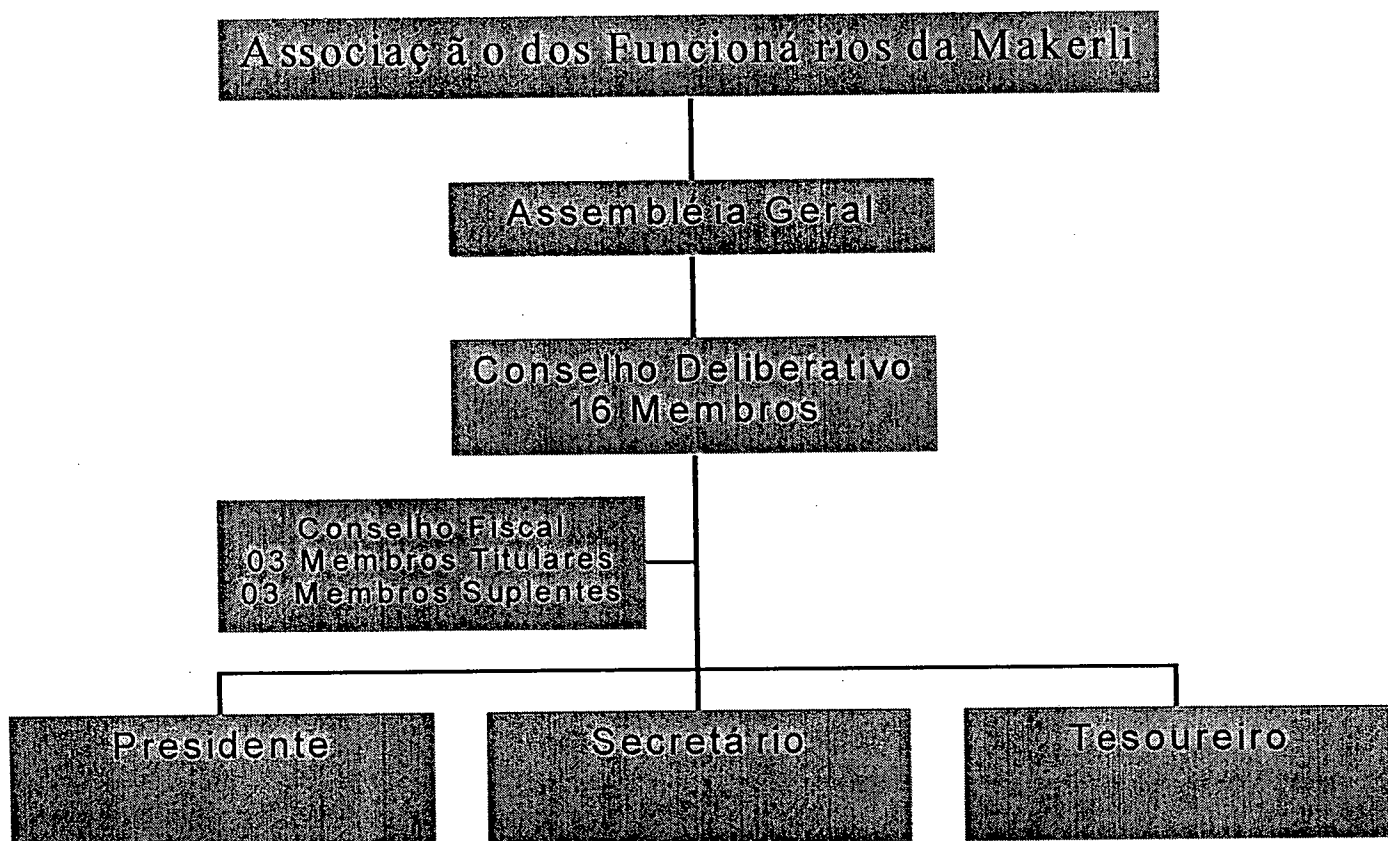 Associação dos Funcionários da Makerli
Assembléia Geral
Conselho Deliberativo
16 Membros
Conselho Fiscal
03 Membros Titulares
03 Membros Suplentes
Presidente
Secretário
Tesoureiro